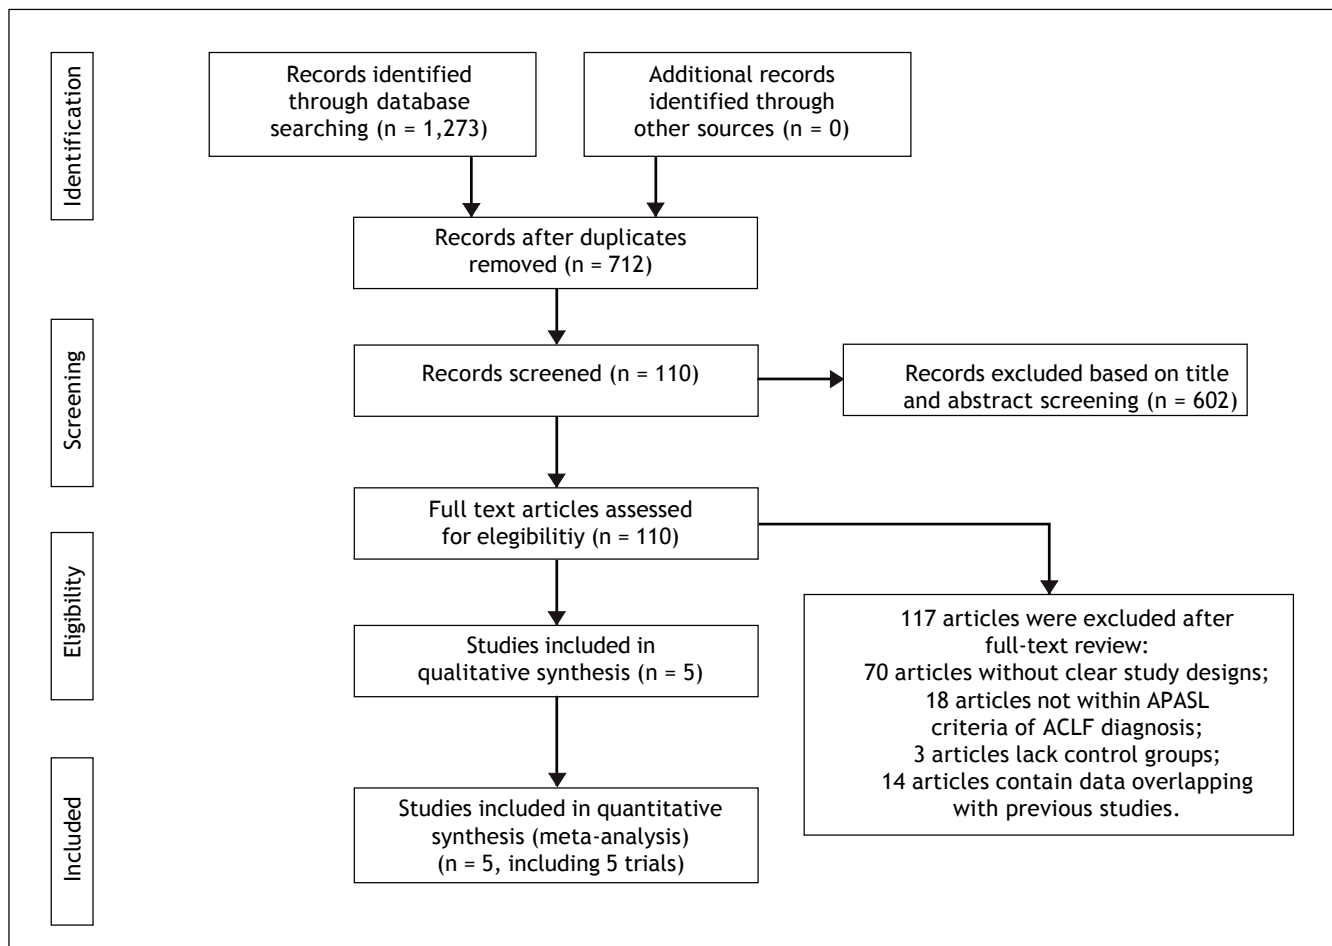 Identification
Records identified
through database
searching (n = 1,273)
Additional records
identified through
other sources (n = 0)
Records after duplicates
removed (n = 712)
Screening
Records screened (n = 110)
Records excluded based on title
and abstract screening (n = 602)
Eligibility
Full text articles assessed
for elegibilitiy (n = 110)
117 articles were excluded after
full-text review:
70 articles without clear study designs;
18 articles not within APASL
criteria of ACLF diagnosis;
3 articles lack control groups;
14 articles contain data overlapping
with previous studies.
Studies included in
qualitative synthesis (n = 5)
Included
Studies included in quantitative
synthesis (meta-analysis)
(n = 5, including 5 trials)